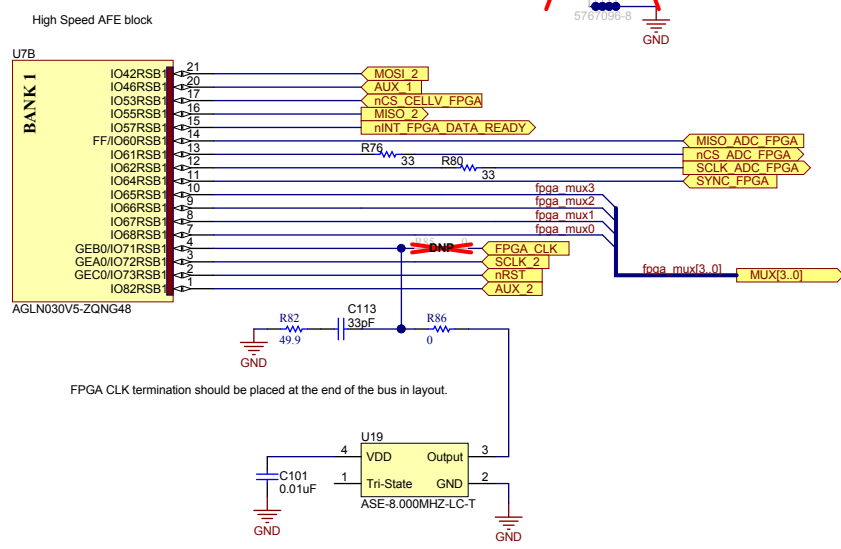 High Speed AFE block
5767096-8
GND
U7B
BANK 1
IO42RSB1 21 MOSI_2
IO46RSB1 20 AUX_1
IO53RSB1 17 nCS_CELLV_FPGA
IO55RSB1 16 MISO_2
IO57RSB1 15 nINT_FPGA_DATA_READY
FF/IO60RSB1 14 MISO_ADC_FPGA
IO61RSB1 13 R76 33 nCS_ADC_FPGA
IO62RSB1 12 R80 33 SCLK_ADC_FPGA
IO64RSB1 11 SYNC_FPGA
IO65RSB1 10 fpga_mux3
IO66RSB1 9 fpga_mux2
IO67RSB1 8 fpga_mux1
IO68RSB1 7 fpga_mux0
GEB0/IO71RSB1 4 DNP FPGA_CLK
GEA0/IO72RSB1 3 SCLK_2
GEC0/IO73RSB1 2 nRST
IO82RSB1 1 AUX_2
fpga_mux[3..0] MUX[3..0]
AGLN030V5-ZQNG48
R82
49.9
C113
33pF
R86
0
GND
FPGA CLK termination should be placed at the end of the bus in layout.
U19
4 VDD Output 3
1 Tri-State GND 2
ASE-8.000MHZ-LC-T
C101
0.01uF
GND
GND